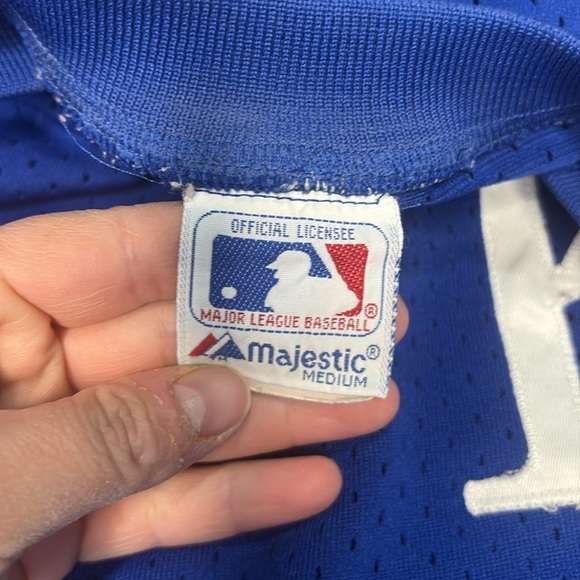 OFFICIAL LICENSEE
MAJOR LEAGUE BASEBALL®
Majestic®
MEDIUM